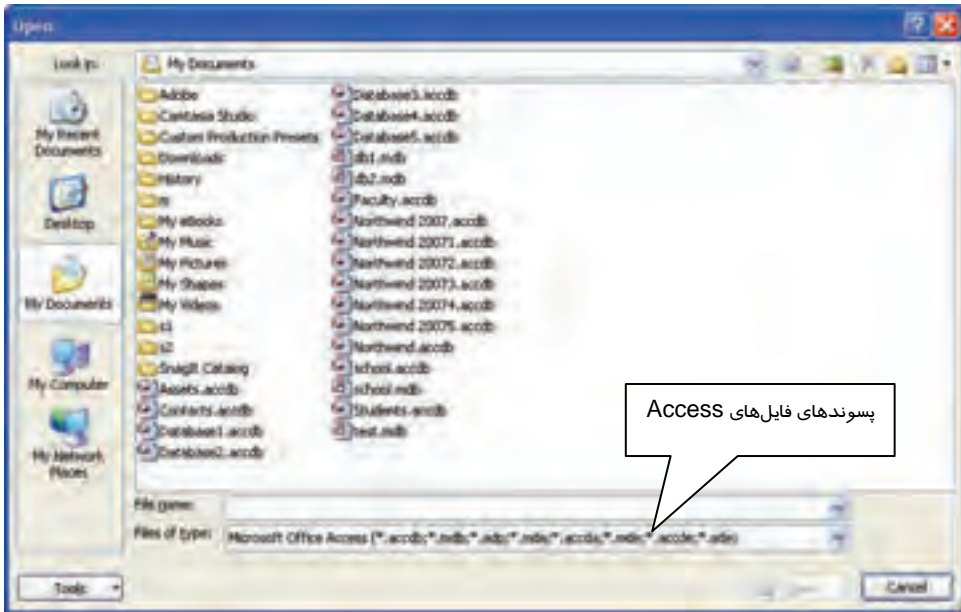 Open
Look in:
My Documents
My Recent Documents
Desktop
My Documents
My Computer
My Network Places
Adobe
Camtasia Studio
Custom Production Presets
Downloads
History
My eBooks
My Music
My Pictures
My Shapes
My Videos
s1
s2
SnagIt Catalog
Assets.accdb
Contacts.accdb
Database1.accdb
Database2.accdb
Database3.accdb
Database4.accdb
Database5.accdb
db1.mdb
db2.mdb
Faculty.accdb
Northwind 2007.accdb
Northwind 20071.accdb
Northwind 20072.accdb
Northwind 20073.accdb
Northwind 20074.accdb
Northwind 20075.accdb
Northwind.accdb
school.accdb
school.mdb
Students.accdb
test.mdb
پسوندهای فایل‌های Access
File name:
Files of type:
Microsoft Office Access (*.accdb;*.mdb;*.adp;*.mda;*.accda;*.mde;*.accde;*.ade)
Tools
Cancel